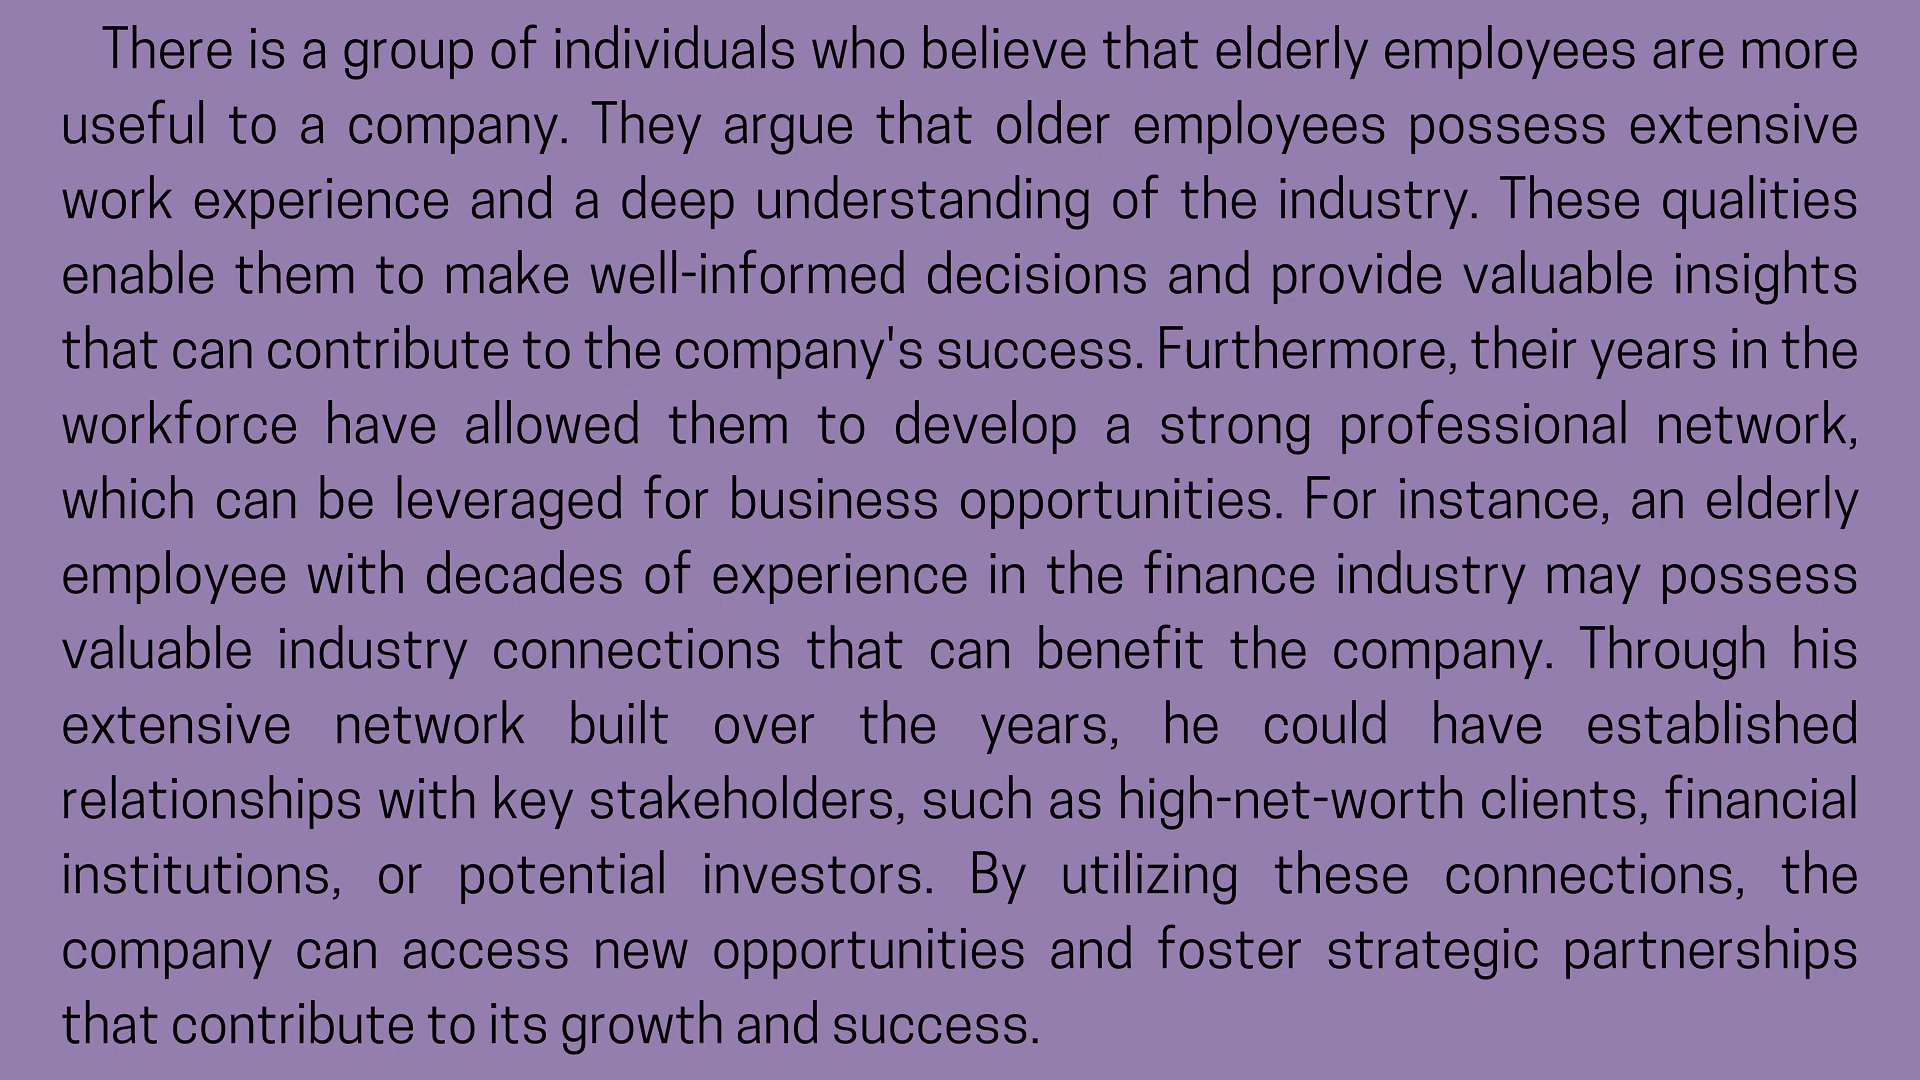 There is a group of individuals who believe that elderly employees are more
useful to a company. They argue that older employees possess extensive
work experience and a deep understanding of the industry. These qualities
enable them to make well-informed decisions and provide valuable insights
that can contribute to the company's success. Furthermore, their years in the
workforce have allowed them to develop a strong professional network,
which can be leveraged for business opportunities. For instance, an elderly
employee with decades of experience in the finance industry may possess
valuable industry connections that can benefit the company. Through his
extensive network built over the years, he could have established
relationships with key stakeholders, such as high-net-worth clients, financial
institutions, or potential investors. By utilizing these connections, the
company can access new opportunities and foster strategic partnerships
that contribute to its growth and success.